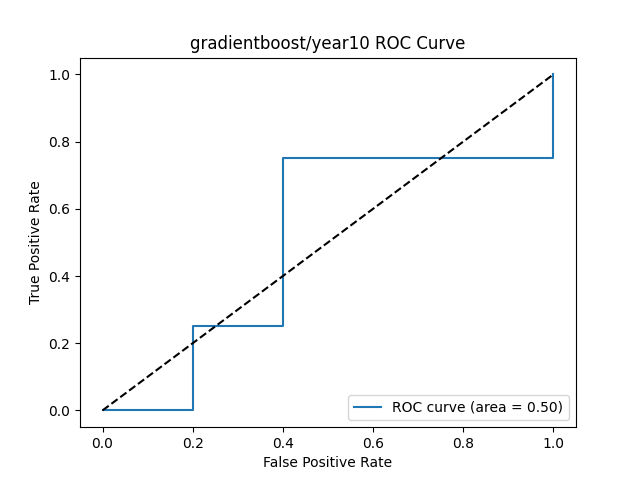 gradientboost/year10 ROC Curve
True Positive Rate
1.0
0.8
0.6
0.4
0.2
0.0
0.0 0.2 0.4 0.6 0.8 1.0
False Positive Rate
ROC curve (area = 0.50)